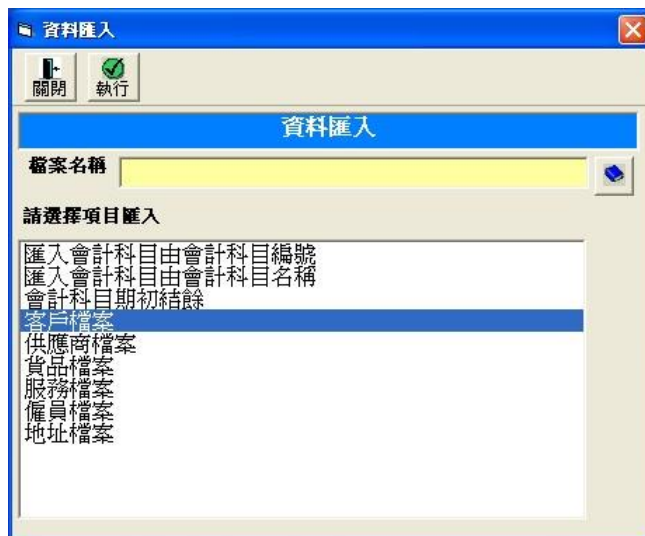 資料匯入
關閉 執行
資料匯入
檔案名稱
請選擇項目匯入
匯入會計科目由會計科目編號
匯入會計科目由會計科目名稱
會計科目期初結餘
客戶檔案
供應商檔案
貨品檔案
服務檔案
僱員檔案
地址檔案